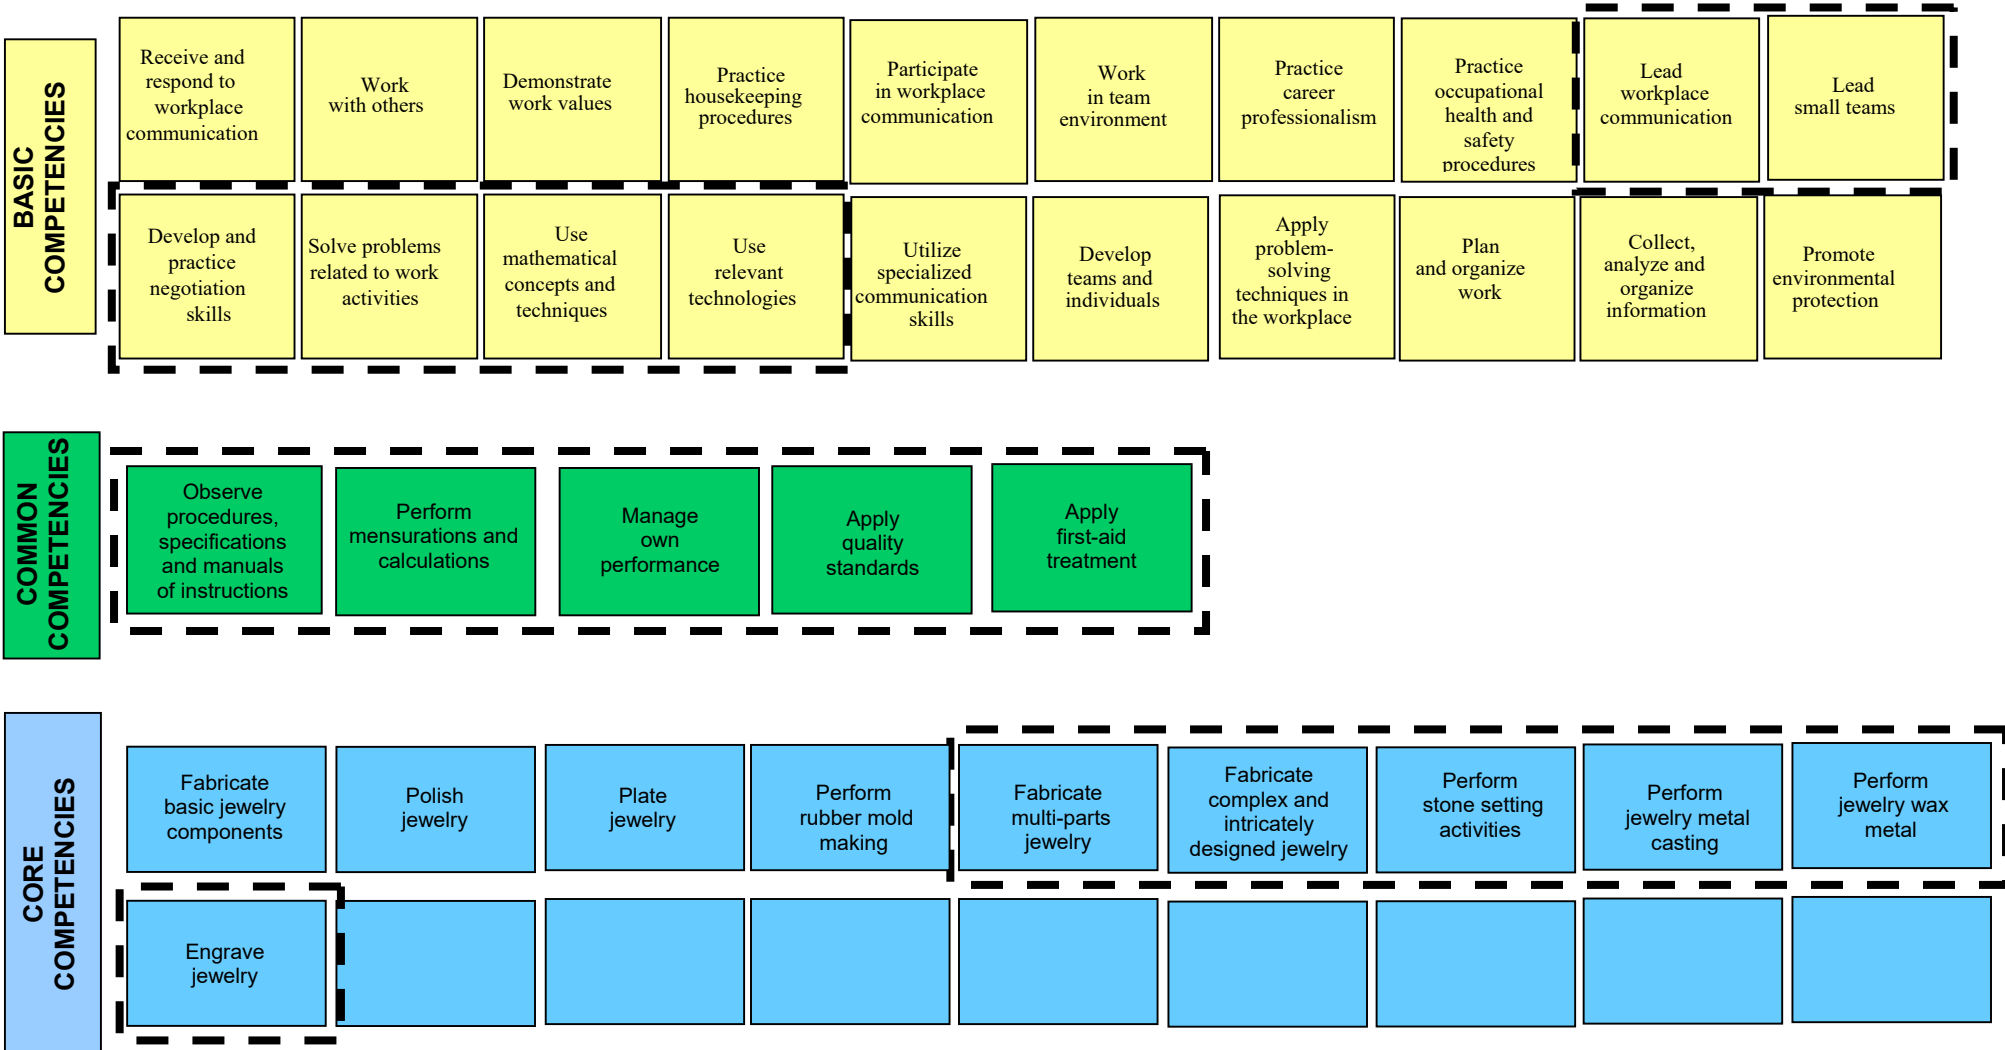 BASIC
COMPETENCIES
Receive and
respond to
workplace
communication
Work
with others
Demonstrate
work values
Practice
housekeeping
procedures
Participate
in workplace
communication
Work
in team
environment
Practice
career
professionalism
Practice
occupational
health and
safety
procedures
Lead
workplace
communication
Lead
small teams
Develop and
practice
negotiation
skills
Solve problems
related to work
activities
Use
mathematical
concepts and
techniques
Use
relevant
technologies
Utilize
specialized
communication
skills
Develop
teams and
individuals
Apply
problem-
solving
techniques in
the workplace
Plan
and organize
work
Collect,
analyze and
organize
information
Promote
environmental
protection
COMMON
COMPETENCIES
Observe
procedures,
specifications
and manuals
of instructions
Perform
mensurations and
calculations
Manage
own
performance
Apply
quality
standards
Apply
first-aid
treatment
CORE
COMPETENCIES
Fabricate
basic jewelry
components
Polish
jewelry
Plate
jewelry
Perform
rubber mold
making
Fabricate
multi-parts
jewelry
Fabricate
complex and
intricately
designed jewelry
Perform
stone setting
activities
Perform
jewelry metal
casting
Perform
jewelry wax
metal
Engrave
jewelry